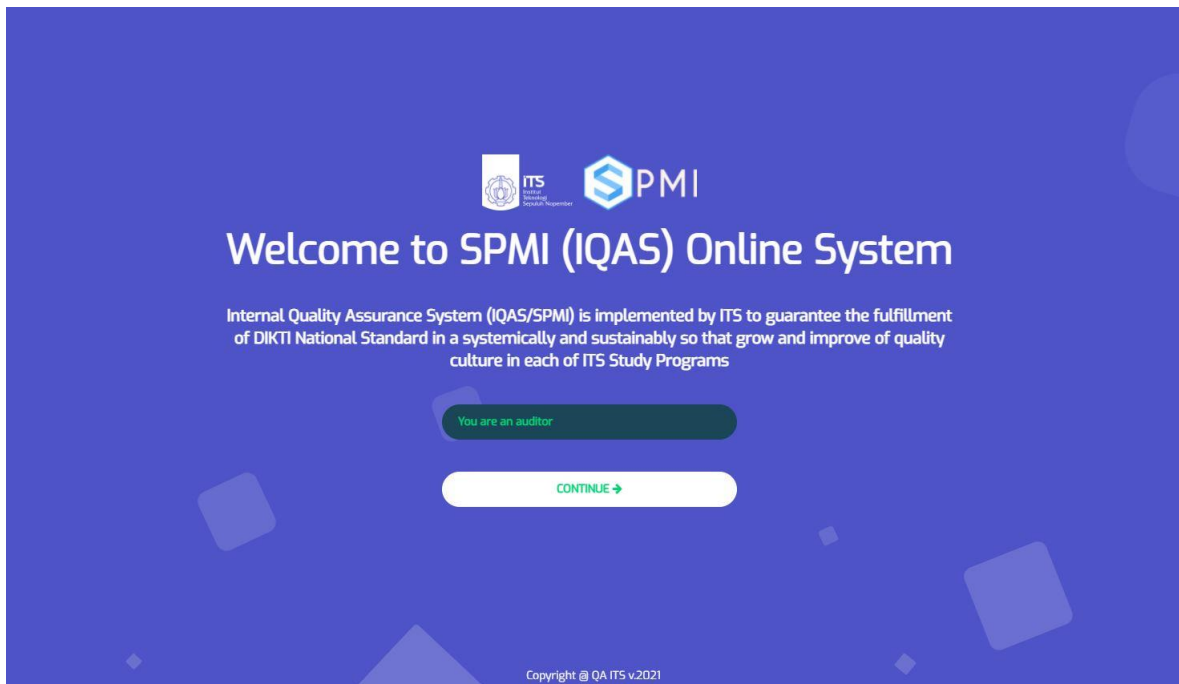 ITS
Institut
Teknologi
Sepuluh Nopember
SPMI
Welcome to SPMI (IQAS) Online System
Internal Quality Assurance System (IQAS/SPMI) is implemented by ITS to guarantee the fulfillment
of DIKTI National Standard in a systemically and sustainably so that grow and improve of quality
culture in each of ITS Study Programs
You are an auditor
CONTINUE →
Copyright @ QA ITS v.2021